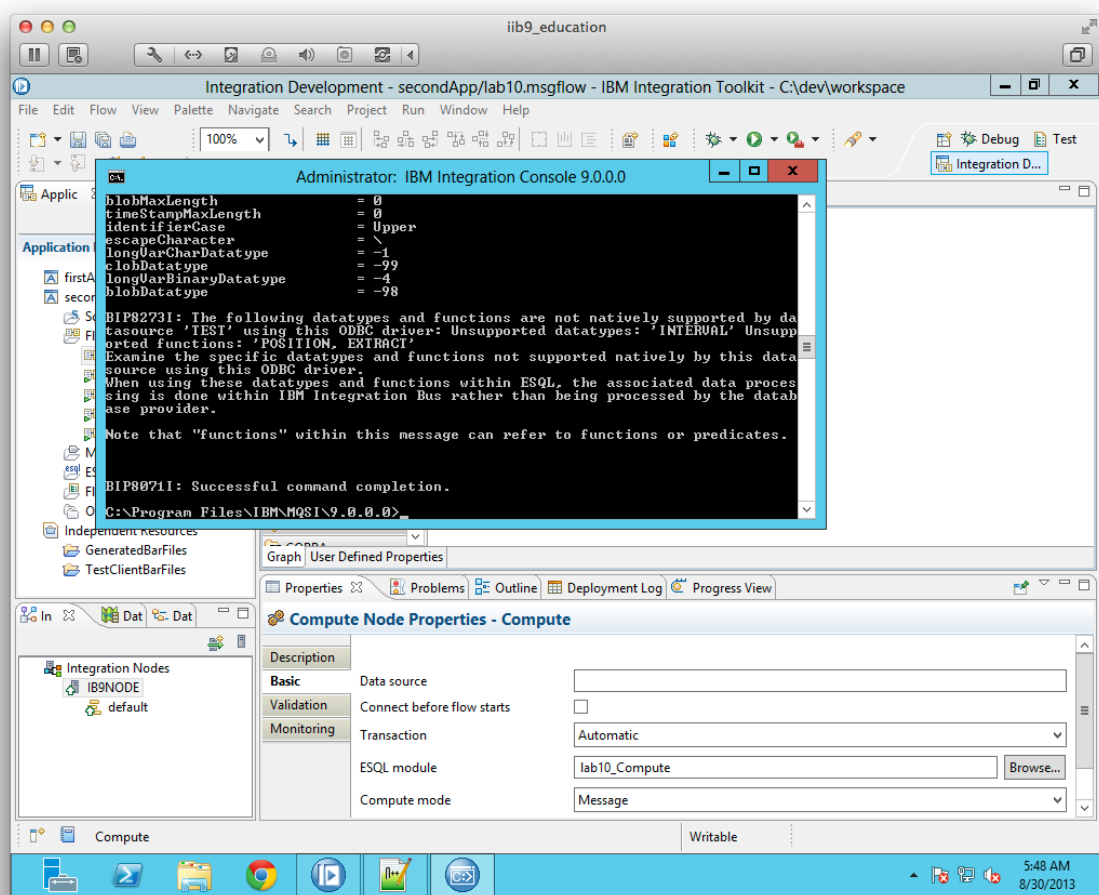 iib9_education
Integration Development - secondApp/lab10.msgflow - IBM Integration Toolkit - C:\dev\workspace
File Edit Flow View Palette Navigate Search Project Run Window Help
100%
Debug Test
Integration D...
Applic
Application
firstA
secon
Fl
M
ES
Fl
O
Independent Resources
GeneratedBarFiles
TestClientBarFiles
Administrator: IBM Integration Console 9.0.0.0
blobMaxLength = 0
timeStampMaxLength = 0
identifierCase = Upper
escapeCharacter = \
longVarCharDatatype = -1
clobDatatype = -99
longVarBinaryDatatype = -4
blobDatatype = -98
BIP8273I: The following datatypes and functions are not natively supported by da
tasource 'TEST' using this ODBC driver: Unsupported datatypes: 'INTERVAL' Unsupp
orted functions: 'POSITION, EXTRACT'
Examine the specific datatypes and functions not supported natively by this data
source using this ODBC driver.
When using these datatypes and functions within ESQL, the associated data proces
sing is done within IBM Integration Bus rather than being processed by the datab
ase provider.
Note that "functions" within this message can refer to functions or predicates.
BIP8071I: Successful command completion.
C:\Program Files\IBM\MQSI\9.0.0.0>_
Graph User Defined Properties
Properties Problems Outline Deployment Log Progress View
In Dat Dat
Integration Nodes
IB9NODE
default
Compute Node Properties - Compute
Description
Basic
Validation
Monitoring
Data source
Connect before flow starts
Transaction Automatic
ESQL module lab10_Compute Browse...
Compute mode Message
Compute
Writable
5:48 AM
8/30/2013